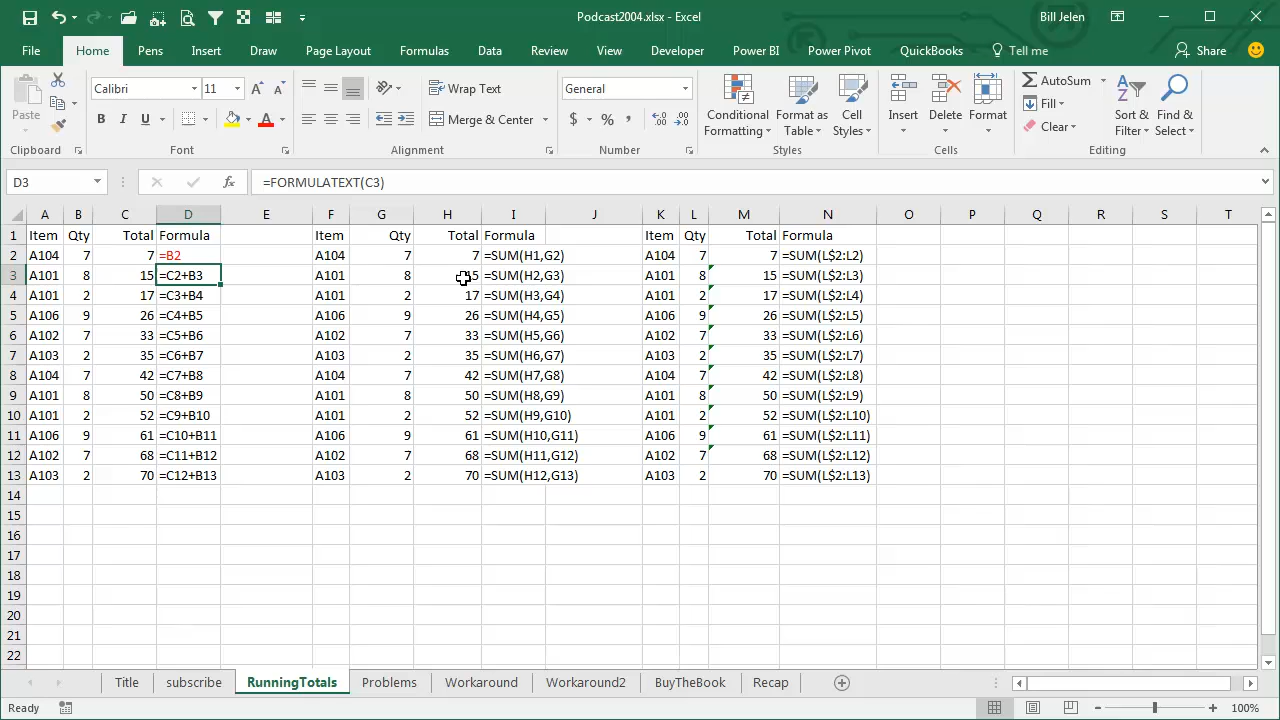 Podcast2004.xlsx - Excel
Bill Jelen
File Home Pens Insert Draw Page Layout Formulas Data Review View Developer Power BI Power Pivot QuickBooks Tell me Share
Paste
Calibri 11
B I U A
A A
Wrap Text
Merge & Center
General
$ % ,
Conditional Formatting
Format as Table
Cell Styles
Insert Delete Format
AutoSum
Fill
Clear
Sort & Filter
Find & Select
Clipboard Font Alignment Number Styles Cells Editing
D3 fx =FORMULATEXT(C3)
A B C D E F G H I J K L M N O P Q R S T
1 Item Qty Total Formula Item Qty Total Formula Item Qty Total Formula
2 A104 7 7 =B2 A104 7 7 =SUM(H1,G2) A104 7 7 =SUM(L$2:L2)
3 A101 8 15 =C2+B3 A101 8 15 =SUM(H2,G3) A101 8 15 =SUM(L$2:L3)
4 A101 2 17 =C3+B4 A101 2 17 =SUM(H3,G4) A101 2 17 =SUM(L$2:L4)
5 A106 9 26 =C4+B5 A106 9 26 =SUM(H4,G5) A106 9 26 =SUM(L$2:L5)
6 A102 7 33 =C5+B6 A102 7 33 =SUM(H5,G6) A102 7 33 =SUM(L$2:L6)
7 A103 2 35 =C6+B7 A103 2 35 =SUM(H6,G7) A103 2 35 =SUM(L$2:L7)
8 A104 7 42 =C7+B8 A104 7 42 =SUM(H7,G8) A104 7 42 =SUM(L$2:L8)
9 A101 8 50 =C8+B9 A101 8 50 =SUM(H8,G9) A101 8 50 =SUM(L$2:L9)
10 A101 2 52 =C9+B10 A101 2 52 =SUM(H9,G10) A101 2 52 =SUM(L$2:L10)
11 A106 9 61 =C10+B11 A106 9 61 =SUM(H10,G11) A106 9 61 =SUM(L$2:L11)
12 A102 7 68 =C11+B12 A102 7 68 =SUM(H11,G12) A102 7 68 =SUM(L$2:L12)
13 A103 2 70 =C12+B13 A103 2 70 =SUM(H12,G13) A103 2 70 =SUM(L$2:L13)
14
15
16
17
18
19
20
21
22
Title subscribe RunningTotals Problems Workaround Workaround2 BuyTheBook Recap
Ready 100%